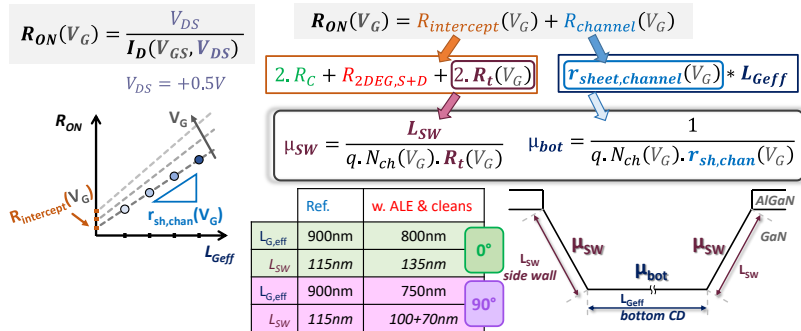 R_ON(V_G) = V_DS / I_D(V_GS, V_DS)
V_DS = +0.5V
R_ON(V_G) = R_intercept(V_G) + R_channel(V_G)
2. R_C + R_2DEG,S+D + 2. R_t(V_G)
r_sheet,channel(V_G) * L_Geff
μ_SW = L_SW / q. N_ch(V_G). R_t(V_G)
μ_bot = 1 / q. N_ch(V_G). r_sh,chan(V_G)
R_ON
V_G
R_intercept(V_G)
r_sh,chan(V_G)
L_Geff
Ref. w. ALE & cleans
L_G,eff 900nm 800nm
L_SW 115nm 135nm
0°
L_G,eff 900nm 750nm
L_SW 115nm 100+70nm
90°
AlGaN
GaN
μ_SW
μ_SW
L_SW
side wall
L_SW
μ_bot
L_Geff
bottom CD